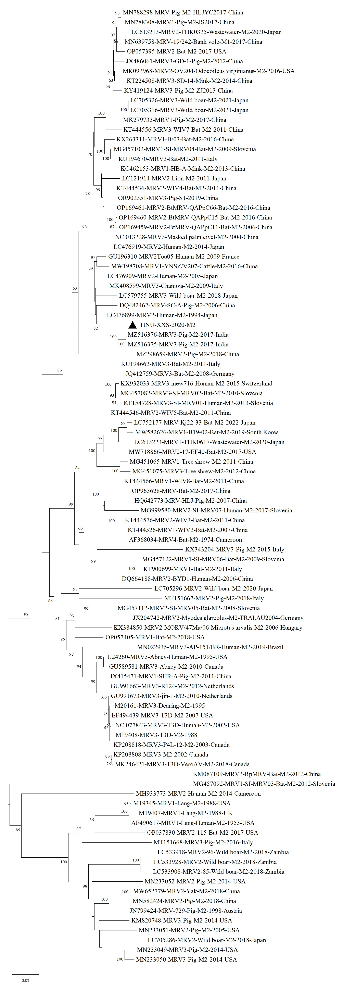 98
MN788298-MRV-Pig-M2-HLJYC2017-China
94
MN788308-MRV1-Pig-M2-JS2017-China
LC613213-MRV2-THK0325-Wastewater-M2-2020-Japan
97
88
MN639758-MRV-19/242-Bank vole-M1-2017-China
OP057395-MRV2-Bat-M2-2017-USA
JX486061-MRV3-GD-1-Pig-M2-2012-China
64
MK092968-MRV2-OV204-Odocoileus virginianus-M2-2016-USA
63
KT224508-MRV3-SD-14-Mink-M2-2014-China
96
KY419124-MRV3-Pig-M2-ZJ2013-China
LC705326-MRV3-Wild boar-M2-2021-Japan
100
LC705316-MRV3-Wild boar-M2-2021-Japan
100
MK279733-MRV1-Pig-M2-2017-China
KT444556-MRV3-WIV7-Bat-M2-2011-China
KX263311-MRV1-B/03-Bat-M2-2016-China
100
MG457102-MRV1-SI-MRV04-Bat-M2-2009-Slovenia
70
100
KU194670-MRV3-Bat-M2-2011-Italy
KC462153-MRV1-HB-A-Mink-M2-2013-China
LC121914-MRV2-Lion-M2-2011-Japan
99
KT444536-MRV2-WIV4-Bat-M2-2011-China
78
OR902351-MRV3-Pig-S1-2019-China
OP169461-MRV2-BtMRV-QAPpC66-Bat-M2-2016-China
100
OP169460-MRV2-BtMRV-QAPpC15-Bat-M2-2016-China
96
87
OP169459-MRV2-BtMRV-QAPpC11-Bat-M2-2006-China
NC 013228-MRV3-Masked palm civet-M2-2004-China
LC476919-MRV2-Human-M2-2014-Japan
87
GU196310-MRV2Tou05-Human-M2-2009-France
99
MW198708-MRV1-YNSZ/V207-Cattle-M2-2016-China
LC476909-MRV2-Human-M2-2005-Japan
MK408599-MRV3-Chamois-M2-2009-Italy
63
LC579755-MRV3-Wild boar-M2-2018-Japan
DQ482462-MRV-SC-A-Pig-M2-2006-China
LC476899-MRV2-Human-M2-1994-Japan
82
HNU-XXS-2020-M2
100
MZ516376-MRV3-Pig-M2-2017-India
100
MZ516375-MRV3-Pig-M2-2017-India
MZ298659-MRV2-Pig-M2-2018-China
KU194662-MRV3-Bat-M2-2011-Italy
86
JQ412759-MRV3-Bat-M2-2008-Germany
100
KX932033-MRV3-mew716-Human-M2-2015-Switzerland
93
MG457082-MRV3-SI-MRV02-Bat-M2-2010-Slovenia
94
KF154728-MRV3-SI-MRV01-Human-M2-2013-Slovenia
KT444546-MRV2-WIV5-Bat-M2-2011-China
99
LC752177-MRV-Kj22-33-Bat-M2-2022-Japan
100
MW582626-MRV1-B19-02-Bat-M2-2019-South Korea
92
LC613223-MRV1-THK0617-Wastewater-M2-2020-Japan
100
MW718866-MRV2-17-EF40-Bat-M2-2017-USA
MG451065-MRV1-Tree shrew-M2-2011-China
84
100
MG451075-MRV3-Tree shrew-M2-2012-China
KT444566-MRV1-WIV8-Bat-M2-2011-China
100
OP963628-MRV-Bat-M2-2017-China
HQ642773-MRV-HLJ-Pig-M2-2007-China
99
MG999580-MRV2-SI-MRV07-Human-M2-2017-Slovenia
100
KT444576-MRV2-WIV3-Bat-M2-2011-China
66
KT444526-MRV1-WIV2-Bat-M2-2007-China
AF368034-MRV4-Bat-M2-1974-Cameroon
KX343204-MRV3-Pig-M2-2015-Italy
99
MG457122-MRV1-SI-MRV06-Bat-M2-2009-Slovenia
100
KT900699-MRV1-Bat-M2-2011-Italy
DQ664188-MRV2-BYD1-Human-M2-2006-China
97
LC705296-MRV2-Wild boar-M2-2020-Japan
86
MT151667-MRV2-Pig-M2-2018-Italy
99
MG457112-MRV2-SI-MRV05-Bat-M2-2008-Slovenia
98
81
93
JX204742-MRV2-Myodes glareolus-M2-TRALAU2004-Germany
KX384850-MRV2-MORV/47Ma/06-Microtus arvalis-M2-2006-Hungary
85
OP057405-MRV1-Bat-M2-2018-USA
98
MN022935-MRV3-AP-151/BR-Human-M2-2019-Brazil
100
U24260-MRV3-Abney-Human-M2-1995-USA
94
GU589581-MRV3-Abney-M2-2010-Canada
99
JX415471-MRV1-SHR-A-Pig-M2-2011-China
GU991663-MRV3-R124-M2-2012-Netherlands
100
GU991673-MRV3-jin-1-M2-2010-Netherlands
M20161-MRV3-Dearing-M2-1995
75
EF494439-MRV3-T3D-M2-2007-USA
93
62
NC 077843-MRV3-T3D-Human-M2-2002-USA
M19408-MRV3-T3D-M2-1988
KP208818-MRV3-P4L-12-M2-2003-Canada
99
KP208808-MRV3-M2-2002-Canada
76
MK246421-MRV3-T3D-VeroAV-M2-2018-Canada
KM087109-MRV2-RpMRV-Bat-M2-2012-China
MG457092-MRV1-SI-MRV03-Bat-M2-2012-Slovenia
MH933773-MRV2-Human-M2-2014-Cameroon
95
M19345-MRV1-Lang-M2-1988-USA
100
M19407-MRV1-Lang-M2-1988-UK
86
AF490617-MRV1-Lang-Human-M2-1953-USA
85
87
OP037830-MRV2-115-Bat-M2-2017-USA
MT151668-MRV3-Pig-M2-2016-Italy
LC533918-MRV2-96-Wild boar-M2-2018-Zambia
100
100
LC533928-MRV2-Wild boar-M2-2018-Zambia
LC533908-MRV2-85-Wild boar-M2-2018-Zambia
98
MN233052-MRV2-Pig-M2-2014-USA
100
MW652779-MRV2-Yak-M2-2018-China
100
MN582424-MRV2-Pig-M2-2018-China
JN799424-MRV-729-Pig-M2-1998-Austria
KM820748-MRV3-Pig-M2-2014-USA
MN233051-MRV2-Pig-M2-2005-USA
LC705286-MRV2-Wild boar-M2-2018-Japan
MN233049-MRV3-Pig-M2-2014-USA
100
MN233050-MRV3-Pig-M2-2014-USA
0.02